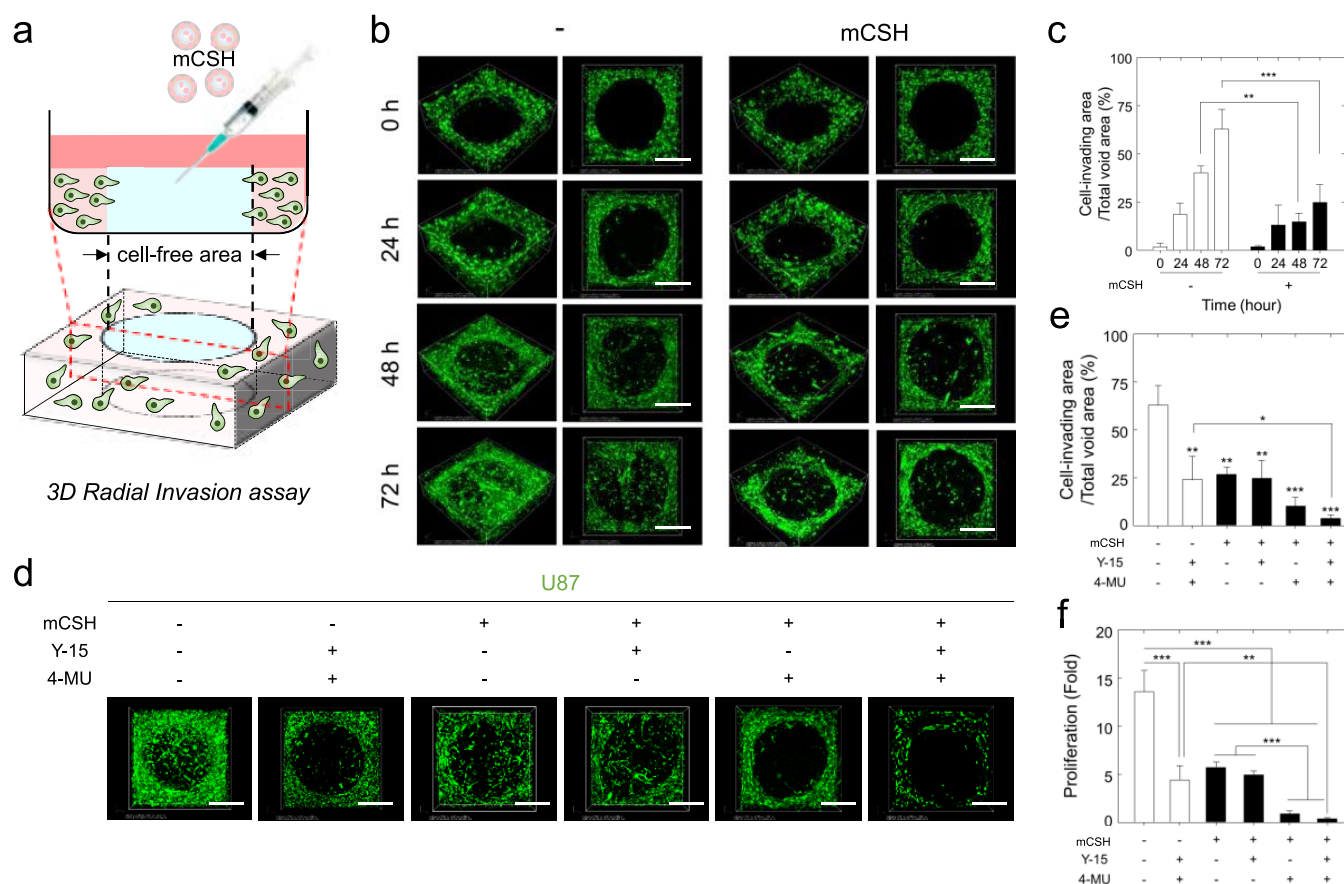 a
mCSH
cell-free area
3D Radial Invasion assay
b
-
mCSH
0 h
24 h
48 h
72 h
c
Cell-invading area
/Total void area (%)
100
75
50
25
0
***
**
0 24 48 72 0 24 48 72
mCSH - +
Time (hour)
d
U87
mCSH - - + + + +
Y-15 - + - + - +
4-MU - + - - + +
e
Cell-invading area
/Total void area (%)
100
75
50
25
0
*
** ** ** *** ***
mCSH - - + + + +
Y-15 - + - + - +
4-MU - + - - + +
f
Proliferation (Fold)
20
15
10
5
0
***
*** **
***
mCSH - - + + + +
Y-15 - + - + - +
4-MU - + - - + +